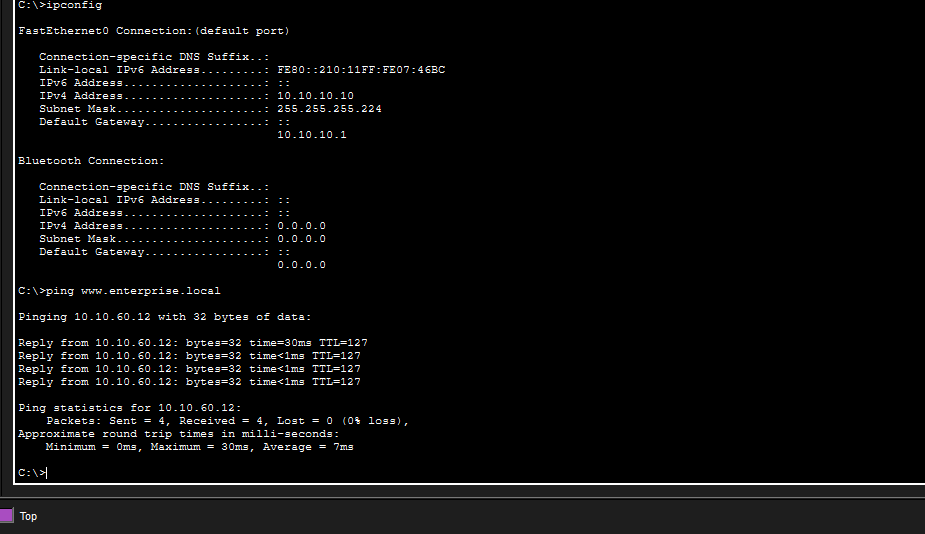 C:\>ipconfig
FastEthernet0 Connection:(default port)
Connection-specific DNS Suffix..:
Link-local IPv6 Address.........: FE80::210:11FF:FE07:46BC
IPv6 Address....................: ::
IPv4 Address....................: 10.10.10.10
Subnet Mask.....................: 255.255.255.224
Default Gateway.................: ::
10.10.10.1
Bluetooth Connection:
Connection-specific DNS Suffix..:
Link-local IPv6 Address.........: ::
IPv6 Address....................: ::
IPv4 Address....................: 0.0.0.0
Subnet Mask.....................: 0.0.0.0
Default Gateway.................: ::
0.0.0.0
C:\>ping www.enterprise.local
Pinging 10.10.60.12 with 32 bytes of data:
Reply from 10.10.60.12: bytes=32 time=30ms TTL=127
Reply from 10.10.60.12: bytes=32 time<1ms TTL=127
Reply from 10.10.60.12: bytes=32 time<1ms TTL=127
Reply from 10.10.60.12: bytes=32 time<1ms TTL=127
Ping statistics for 10.10.60.12:
Packets: Sent = 4, Received = 4, Lost = 0 (0% loss),
Approximate round trip times in milli-seconds:
Minimum = 0ms, Maximum = 30ms, Average = 7ms
C:\>
Top